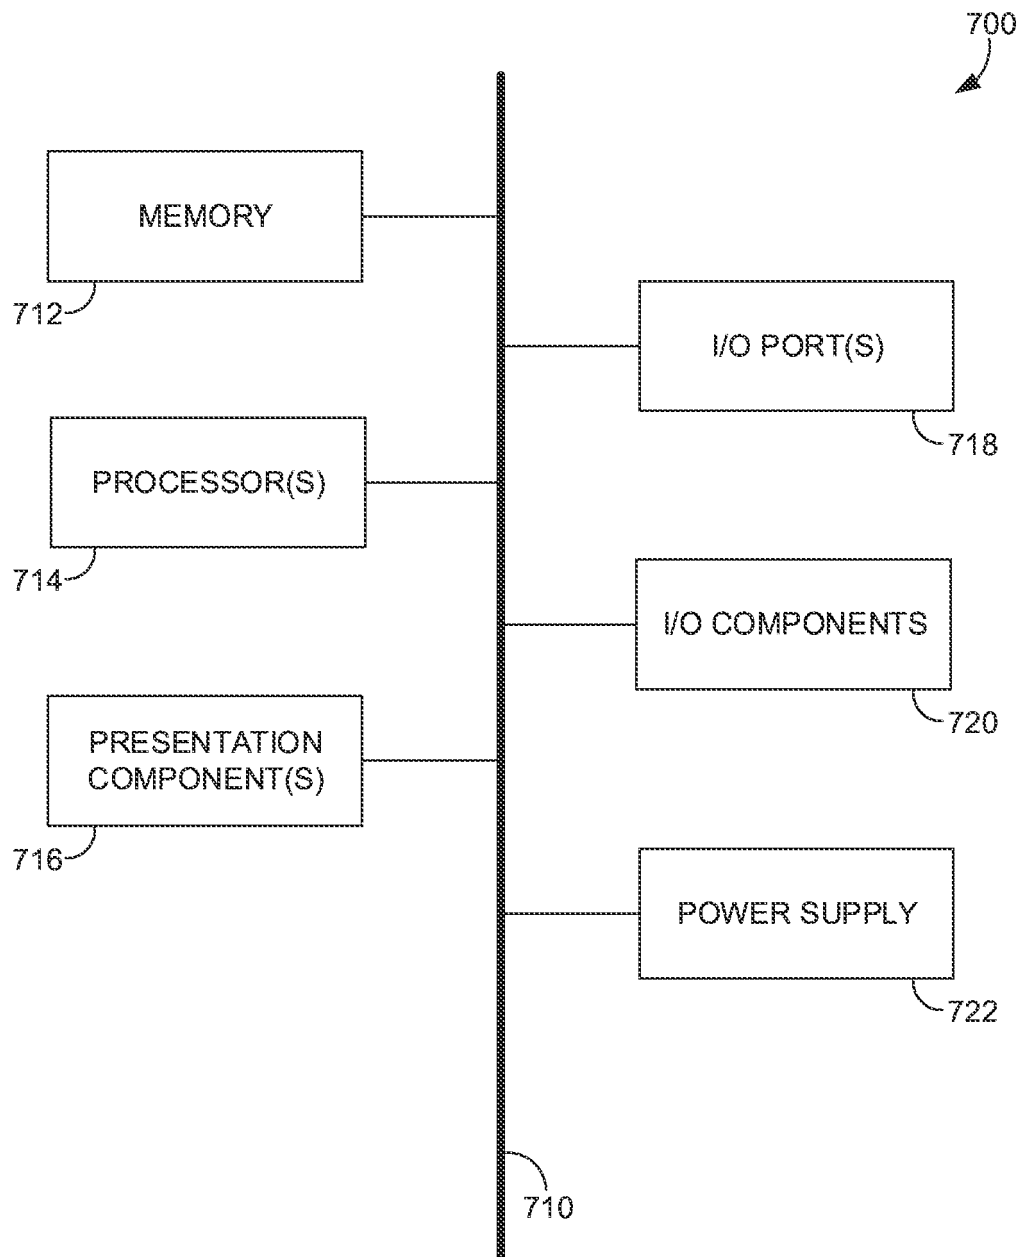 700
MEMORY
712
I/O PORT(S)
718
PROCESSOR(S)
714
I/O COMPONENTS
720
PRESENTATION
COMPONENT(S)
716
POWER SUPPLY
722
710